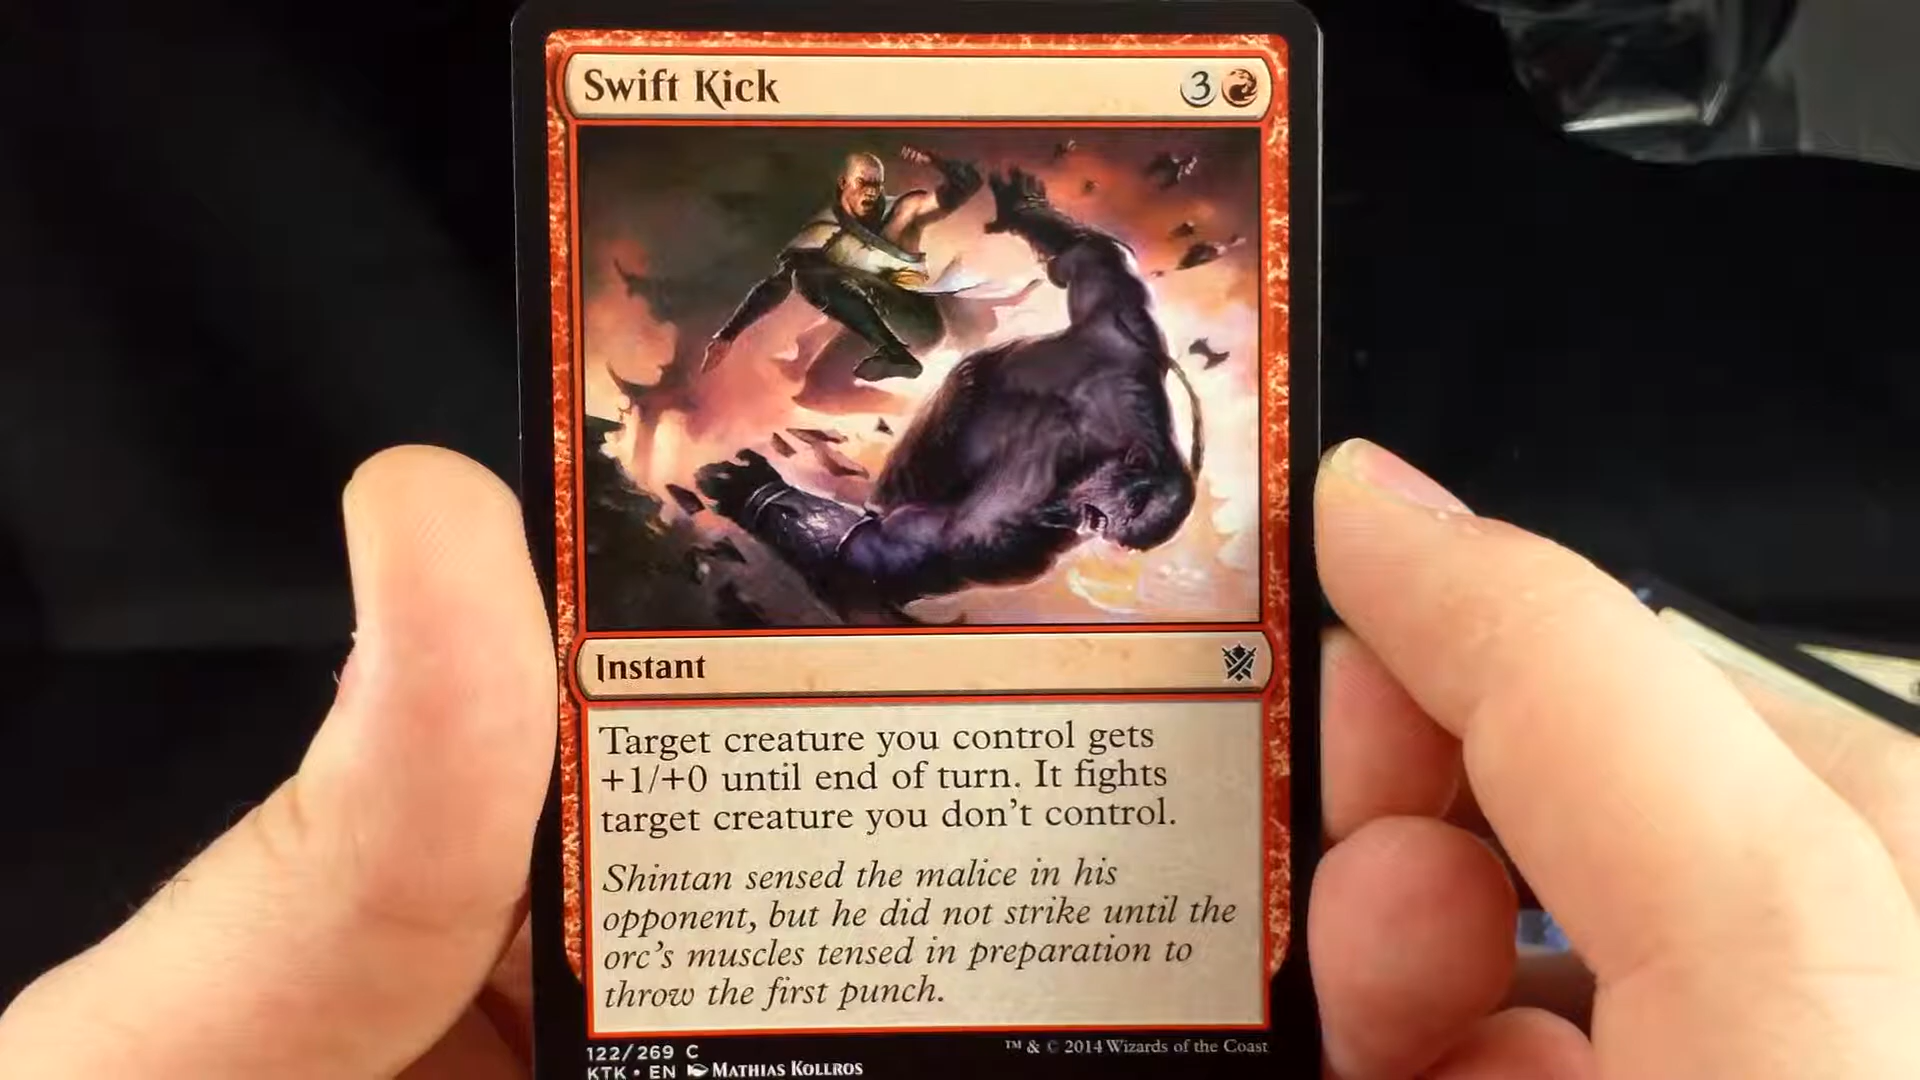 Swift Kick 3
Instant
Target creature you control gets
+1/+0 until end of turn. It fights
target creature you don't control.
Shintan sensed the malice in his
opponent, but he did not strike until the
orc's muscles tensed in preparation to
throw the first punch.
122/269 C
™ & © 2014 Wizards of the Coast
KTK • EN MATHIAS KOLLROS